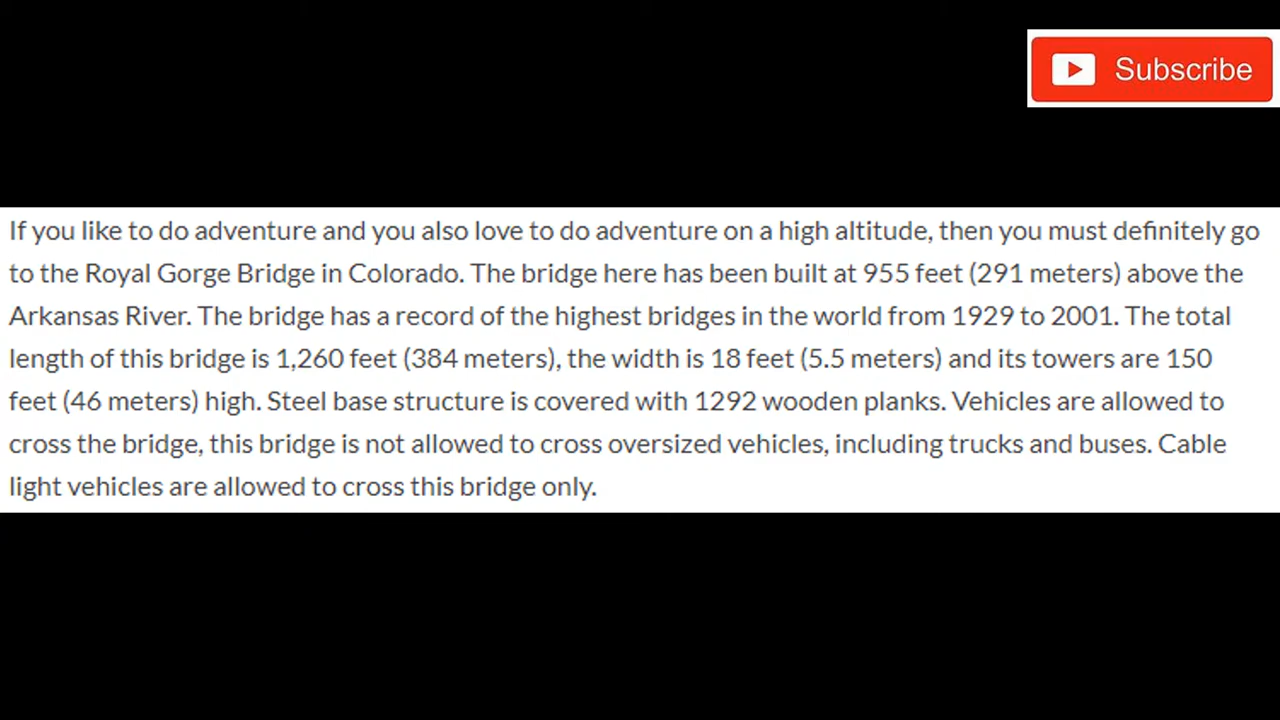 Subscribe
If you like to do adventure and you also love to do adventure on a high altitude, then you must definitely go
to the Royal Gorge Bridge in Colorado. The bridge here has been built at 955 feet (291 meters) above the
Arkansas River. The bridge has a record of the highest bridges in the world from 1929 to 2001. The total
length of this bridge is 1,260 feet (384 meters), the width is 18 feet (5.5 meters) and its towers are 150
feet (46 meters) high. Steel base structure is covered with 1292 wooden planks. Vehicles are allowed to
cross the bridge, this bridge is not allowed to cross oversized vehicles, including trucks and buses. Cable
light vehicles are allowed to cross this bridge only.